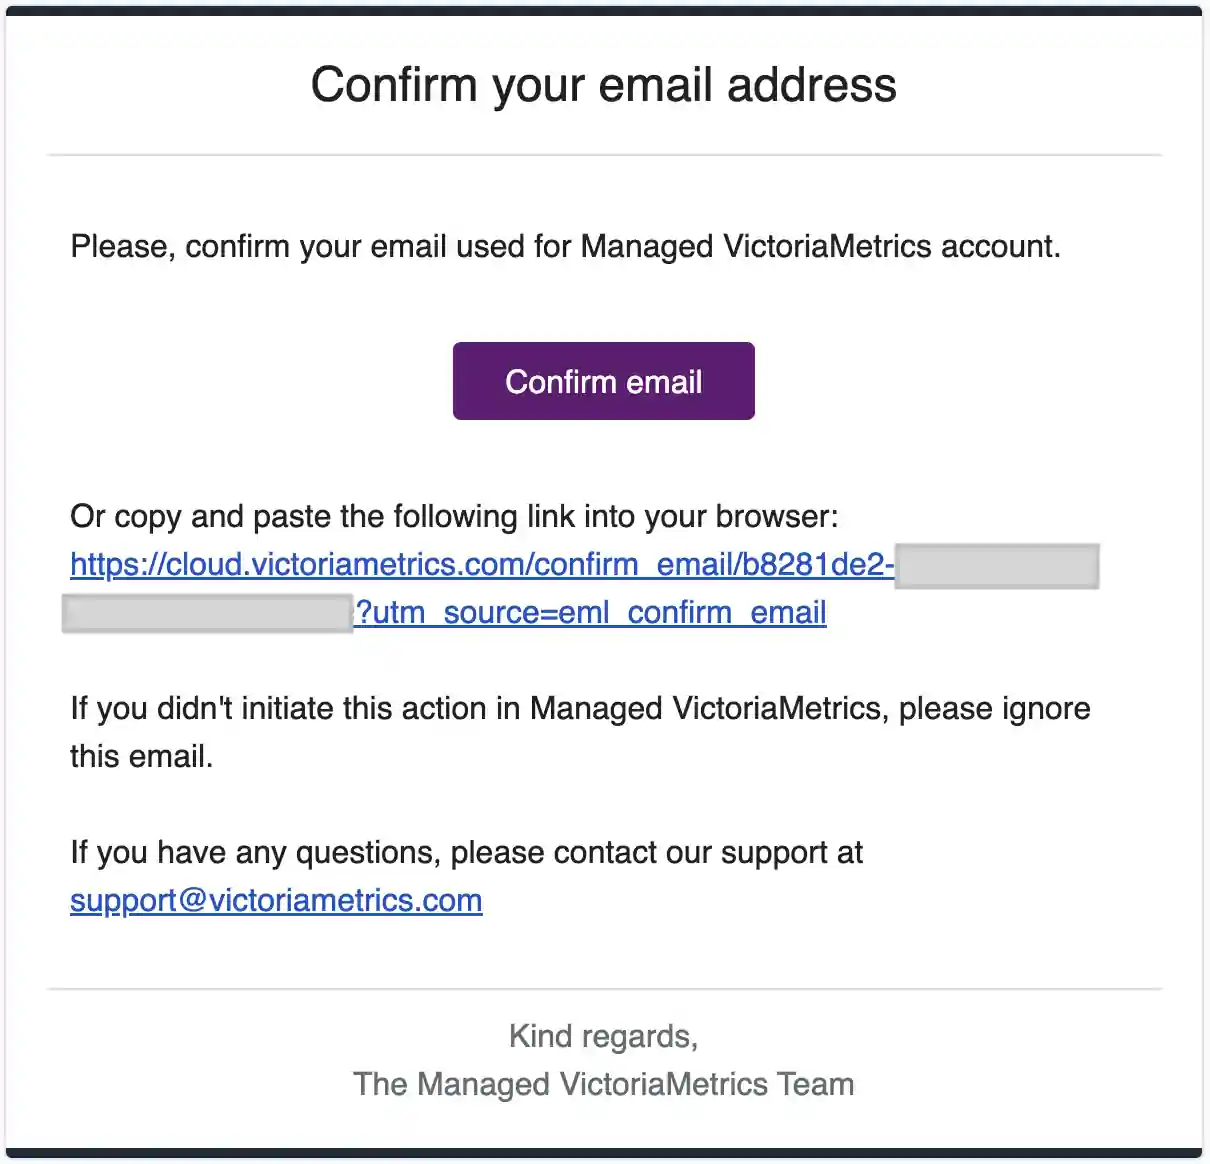 Confirm your email address
Please, confirm your email used for Managed VictoriaMetrics account.
Confirm email
Or copy and paste the following link into your browser:
https://cloud.victoriametrics.com/confirm_email/b8281de2-
?utm_source=eml_confirm_email
If you didn't initiate this action in Managed VictoriaMetrics, please ignore
this email.
If you have any questions, please contact our support at
support@victoriametrics.com
Kind regards,
The Managed VictoriaMetrics Team